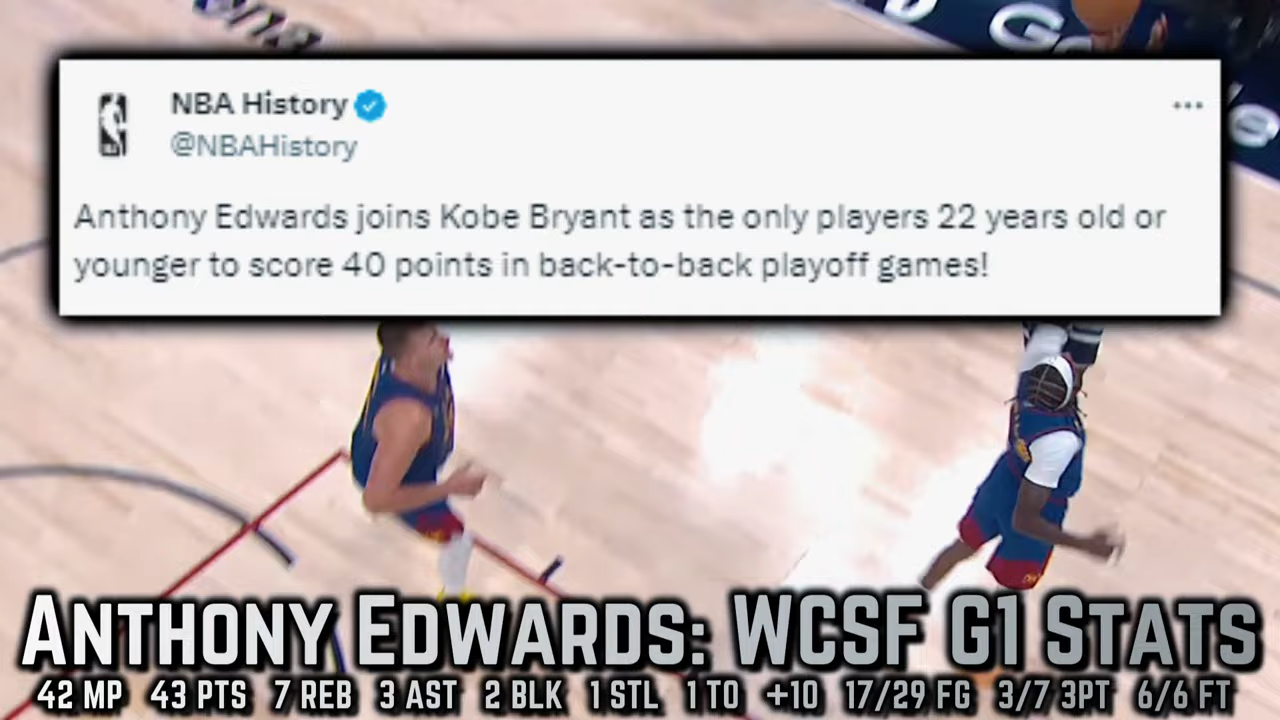 NBA History
@NBAHistory
Anthony Edwards joins Kobe Bryant as the only players 22 years old or
younger to score 40 points in back-to-back playoff games!
ANTHONY EDWARDS: WCSF G1 STATS
42 MP 43 PTS 7 REB 3 AST 2 BLK 1 STL 1 TO +10 17/29 FG 3/7 3PT 6/6 FT